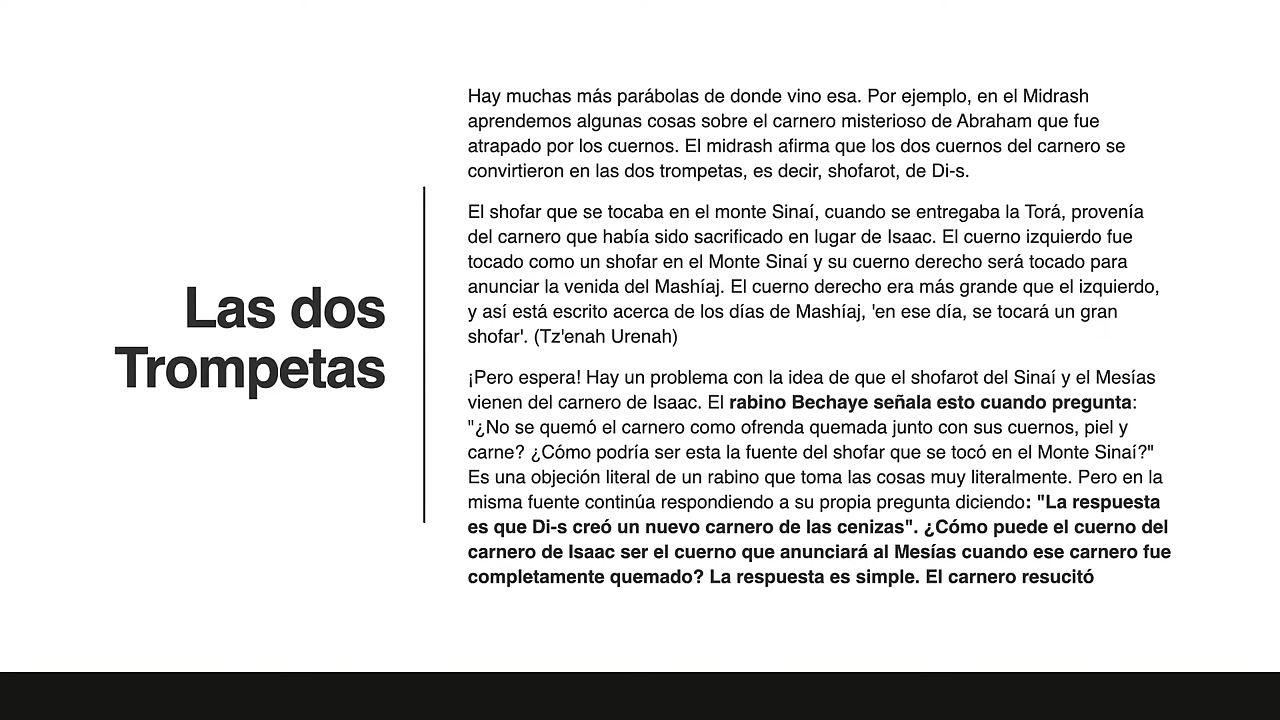 Las dos
Trompetas
Hay muchas más parábolas de donde vino esa. Por ejemplo, en el Midrash
aprendemos algunas cosas sobre el carnero misterioso de Abraham que fue
atrapado por los cuernos. El midrash afirma que los dos cuernos del carnero se
convirtieron en las dos trompetas, es decir, shofarot, de Di-s.
El shofar que se tocaba en el monte Sinaí, cuando se entregaba la Torá, provenía
del carnero que había sido sacrificado en lugar de Isaac. El cuerno izquierdo fue
tocado como un shofar en el Monte Sinaí y su cuerno derecho será tocado para
anunciar la venida del Mashíaj. El cuerno derecho era más grande que el izquierdo,
y así está escrito acerca de los días de Mashíaj, 'en ese día, se tocará un gran
shofar'. (Tz'enah Urenah)
¡Pero espera! Hay un problema con la idea de que el shofarot del Sinaí y el Mesías
vienen del carnero de Isaac. El rabino Bechaye señala esto cuando pregunta:
"¿No se quemó el carnero como ofrenda quemada junto con sus cuernos, piel y
carne? ¿Cómo podría ser esta la fuente del shofar que se tocó en el Monte Sinaí?"
Es una objeción literal de un rabino que toma las cosas muy literalmente. Pero en la
misma fuente continúa respondiendo a su propia pregunta diciendo: "La respuesta
es que Di-s creó un nuevo carnero de las cenizas". ¿Cómo puede el cuerno del
carnero de Isaac ser el cuerno que anunciará al Mesías cuando ese carnero fue
completamente quemado? La respuesta es simple. El carnero resucitó